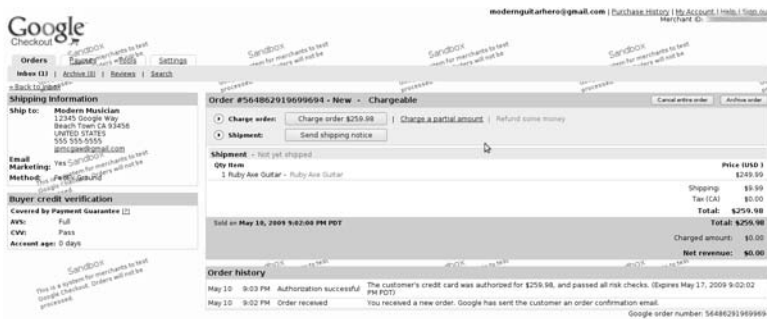 modernguitarhero@gmail.com | Purchase History | My Account | Help | Sign out
Merchant ID:
Google
Checkout
Orders Payouts Tools Settings
Inbox (1) | Archive (0) | Reviews | Search
« Back to Inbox
Shipping Information
Ship to: Modern Musician
12345 Google Way
Beach Town CA 93456
UNITED STATES
555 555-5555
Email Marketing: Yes
Method: Ground
Buyer credit verification
Covered by Payment Guarantee [?]
AVS: Full
CVV: Pass
Account age: 0 days
Sandbox
This is a system for merchants to test
Google Checkout. Orders will not be
processed.
Order #564862919699694 - New - Chargeable
Cancel entire order Archive order
Charge order: Charge order $259.98 | Charge a partial amount | Refund some money
Shipment: Send shipping notice
Shipment - Not yet shipped
Qty Item Price (USD )
1 Ruby Axe Guitar - Ruby Axe Guitar $249.99
Shipping: $9.99
Tax (CA) $0.00
Total: $259.98
Sold on May 10, 2009 9:02:00 PM PDT Total: $259.98
Charged amount: $0.00
Net revenue: $0.00
Order history
May 10 9:03 PM Authorization successful The customer's credit card was authorized for $259.98, and passed all risk checks. (Expires May 17, 2009 9:02:02
PM PDT)
May 10 9:02 PM Order received You received a new order. Google has sent the customer an order confirmation email.
Google order number: